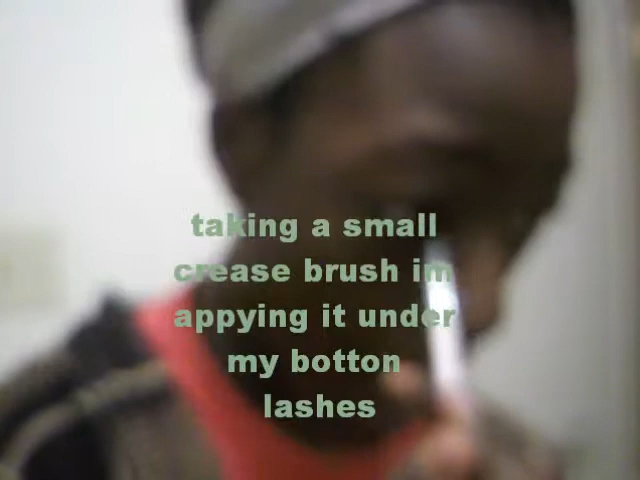 taking a small
crease brush im
appying it under
my botton
lashes